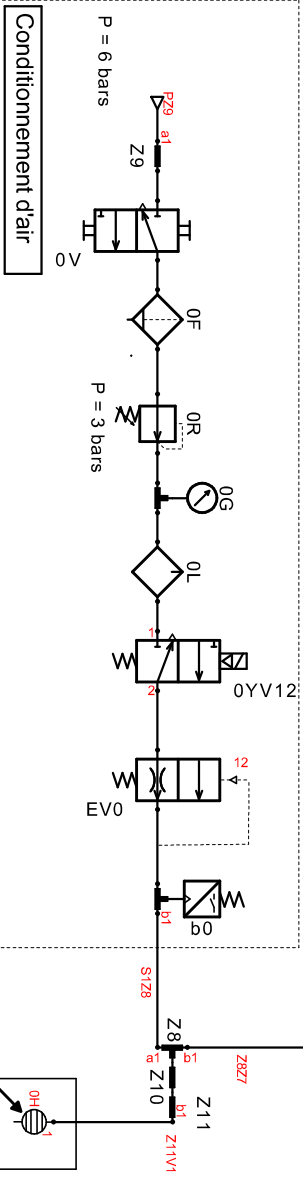 Conditionnement d'air
P = 6 bars
PZ9
a1
Z9
0V
0F
0R
P = 3 bars
0G
0L
1
2
0YV12
12
EV0
b1
b0
S1Z8
Z8
a1
b1
Z8Z7
Z10
b1
Z11
Z11V1
0H
1